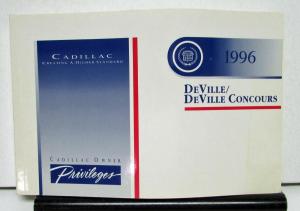 CADILLAC
CREATING A HIGHER STANDARD
CADILLAC OWNER
Privileges
1996
DEVILLE/
DEVILLE CONCOURS